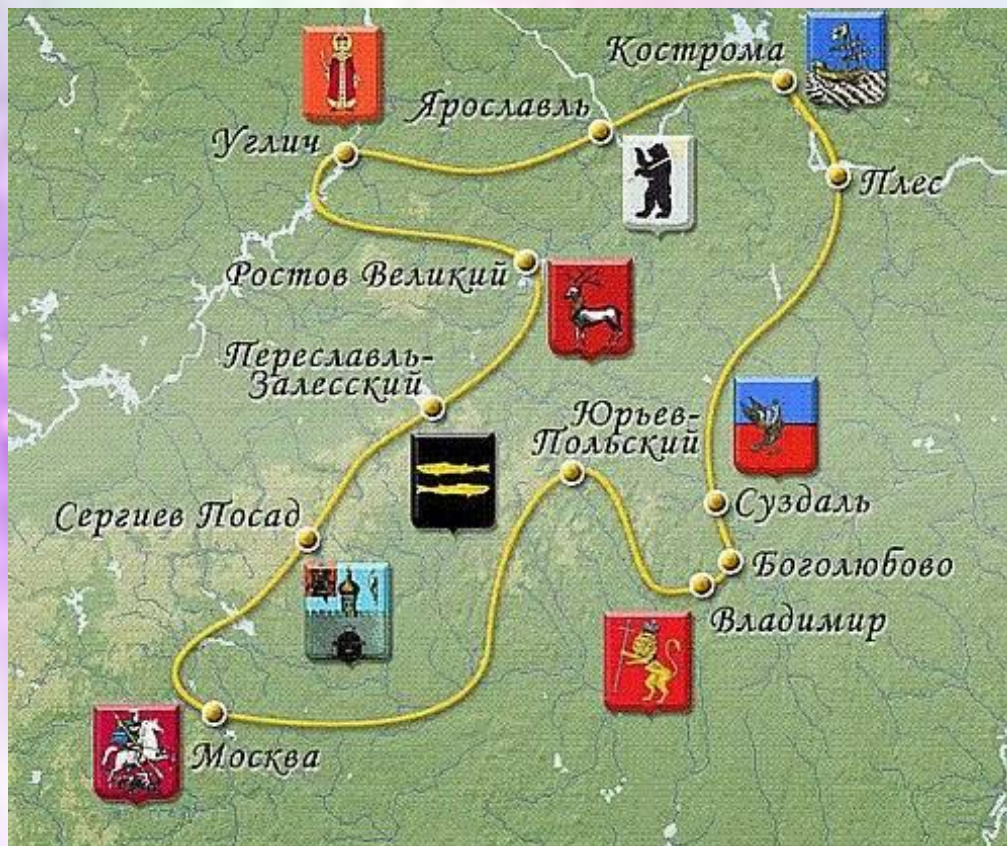 Кострома
Ярославль
Углич
Плес
Ростов Великий
Переславль-
Залесский
Юрьев-
Польский
Сергиев Посад
Суздаль
Боголюбово
Владимир
Москва